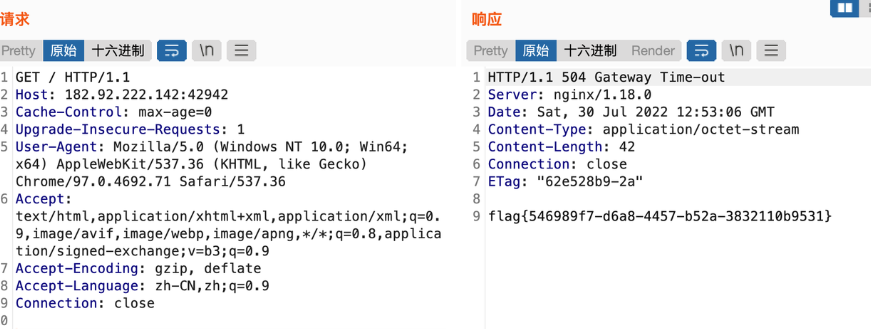 请求
Pretty 原始 十六进制 \n
1 GET / HTTP/1.1
2 Host: 182.92.222.142:42942
3 Cache-Control: max-age=0
4 Upgrade-Insecure-Requests: 1
5 User-Agent: Mozilla/5.0 (Windows NT 10.0; Win64;
x64) AppleWebKit/537.36 (KHTML, like Gecko)
Chrome/97.0.4692.71 Safari/537.36
6 Accept:
text/html,application/xhtml+xml,application/xml;q=0.
9,image/avif,image/webp,image/apng,*/*;q=0.8,applica
tion/signed-exchange;v=b3;q=0.9
7 Accept-Encoding: gzip, deflate
8 Accept-Language: zh-CN,zh;q=0.9
9 Connection: close
0
响应
Pretty 原始 十六进制 Render \n
1 HTTP/1.1 504 Gateway Time-out
2 Server: nginx/1.18.0
3 Date: Sat, 30 Jul 2022 12:53:06 GMT
4 Content-Type: application/octet-stream
5 Content-Length: 42
6 Connection: close
7 ETag: "62e528b9-2a"
8
9 flag{546989f7-d6a8-4457-b52a-3832110b9531}